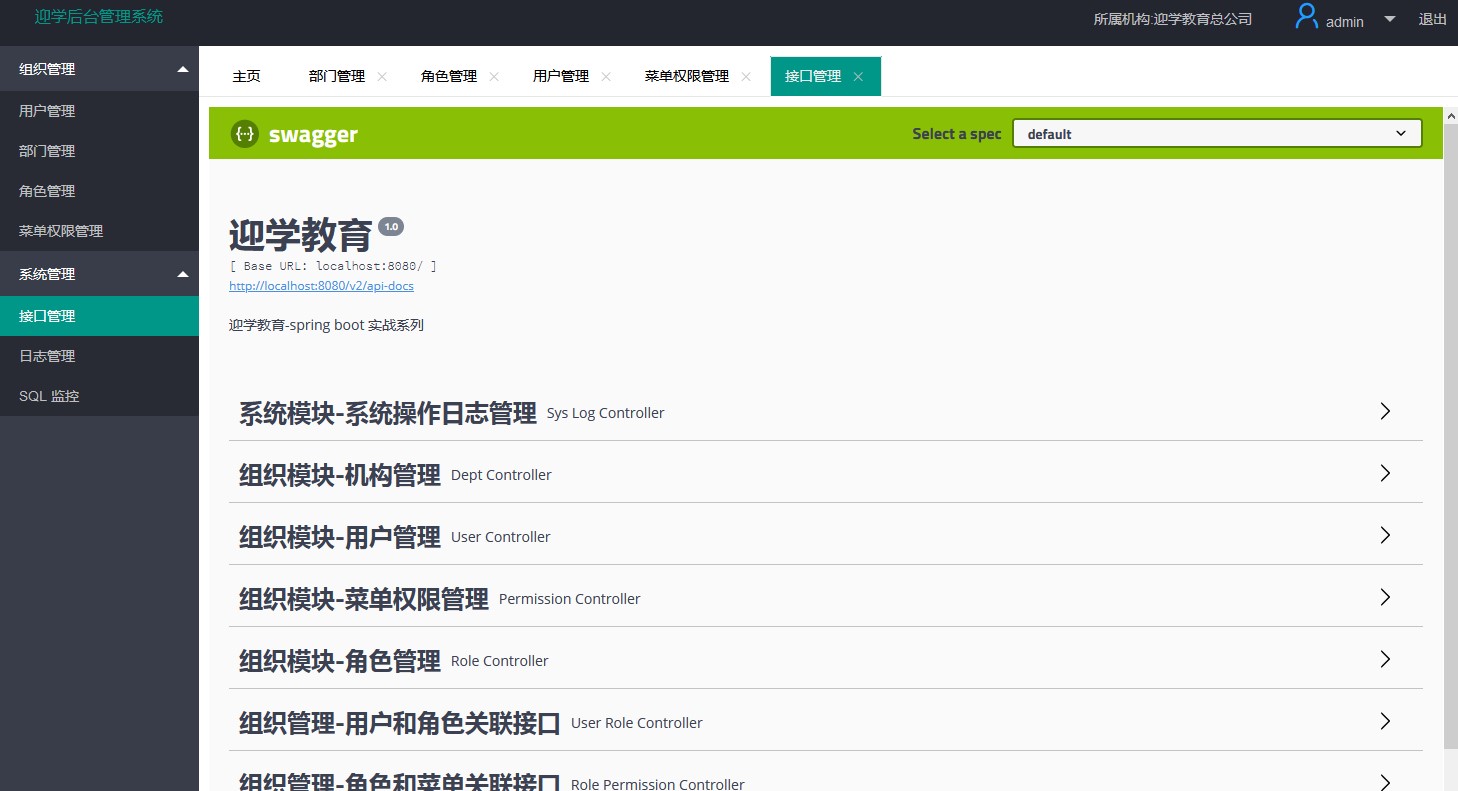 迎学后台管理系统
所属机构:迎学教育总公司 admin 退出
组织管理
用户管理
部门管理
角色管理
菜单权限管理
系统管理
接口管理
日志管理
SQL 监控
主页 部门管理 角色管理 用户管理 菜单权限管理 接口管理
swagger Select a spec default
迎学教育 1.0
[ Base URL: localhost:8080/ ]
http://localhost:8080/v2/api-docs
迎学教育-spring boot 实战系列
系统模块-系统操作日志管理 Sys Log Controller
组织模块-机构管理 Dept Controller
组织模块-用户管理 User Controller
组织模块-菜单权限管理 Permission Controller
组织模块-角色管理 Role Controller
组织管理-用户和角色关联接口 User Role Controller
组织管理-角色和菜单关联接口 Role Permission Controller